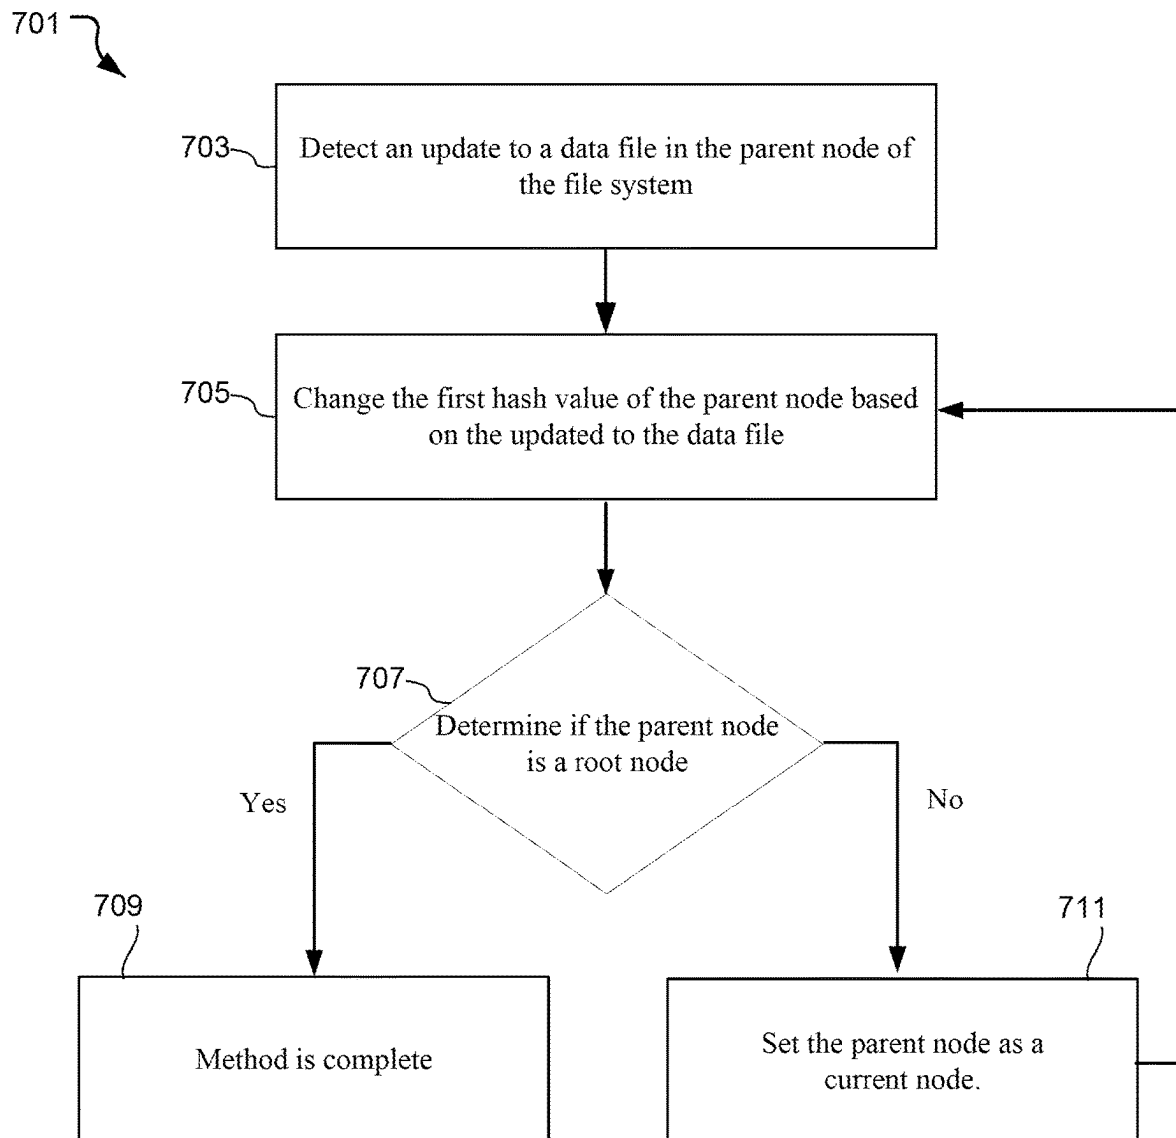 701
703
Detect an update to a data file in the parent node of
the file system
705
Change the first hash value of the parent node based
on the updated to the data file
707
Determine if the parent node
is a root node
Yes
No
709
711
Method is complete
Set the parent node as a
current node.